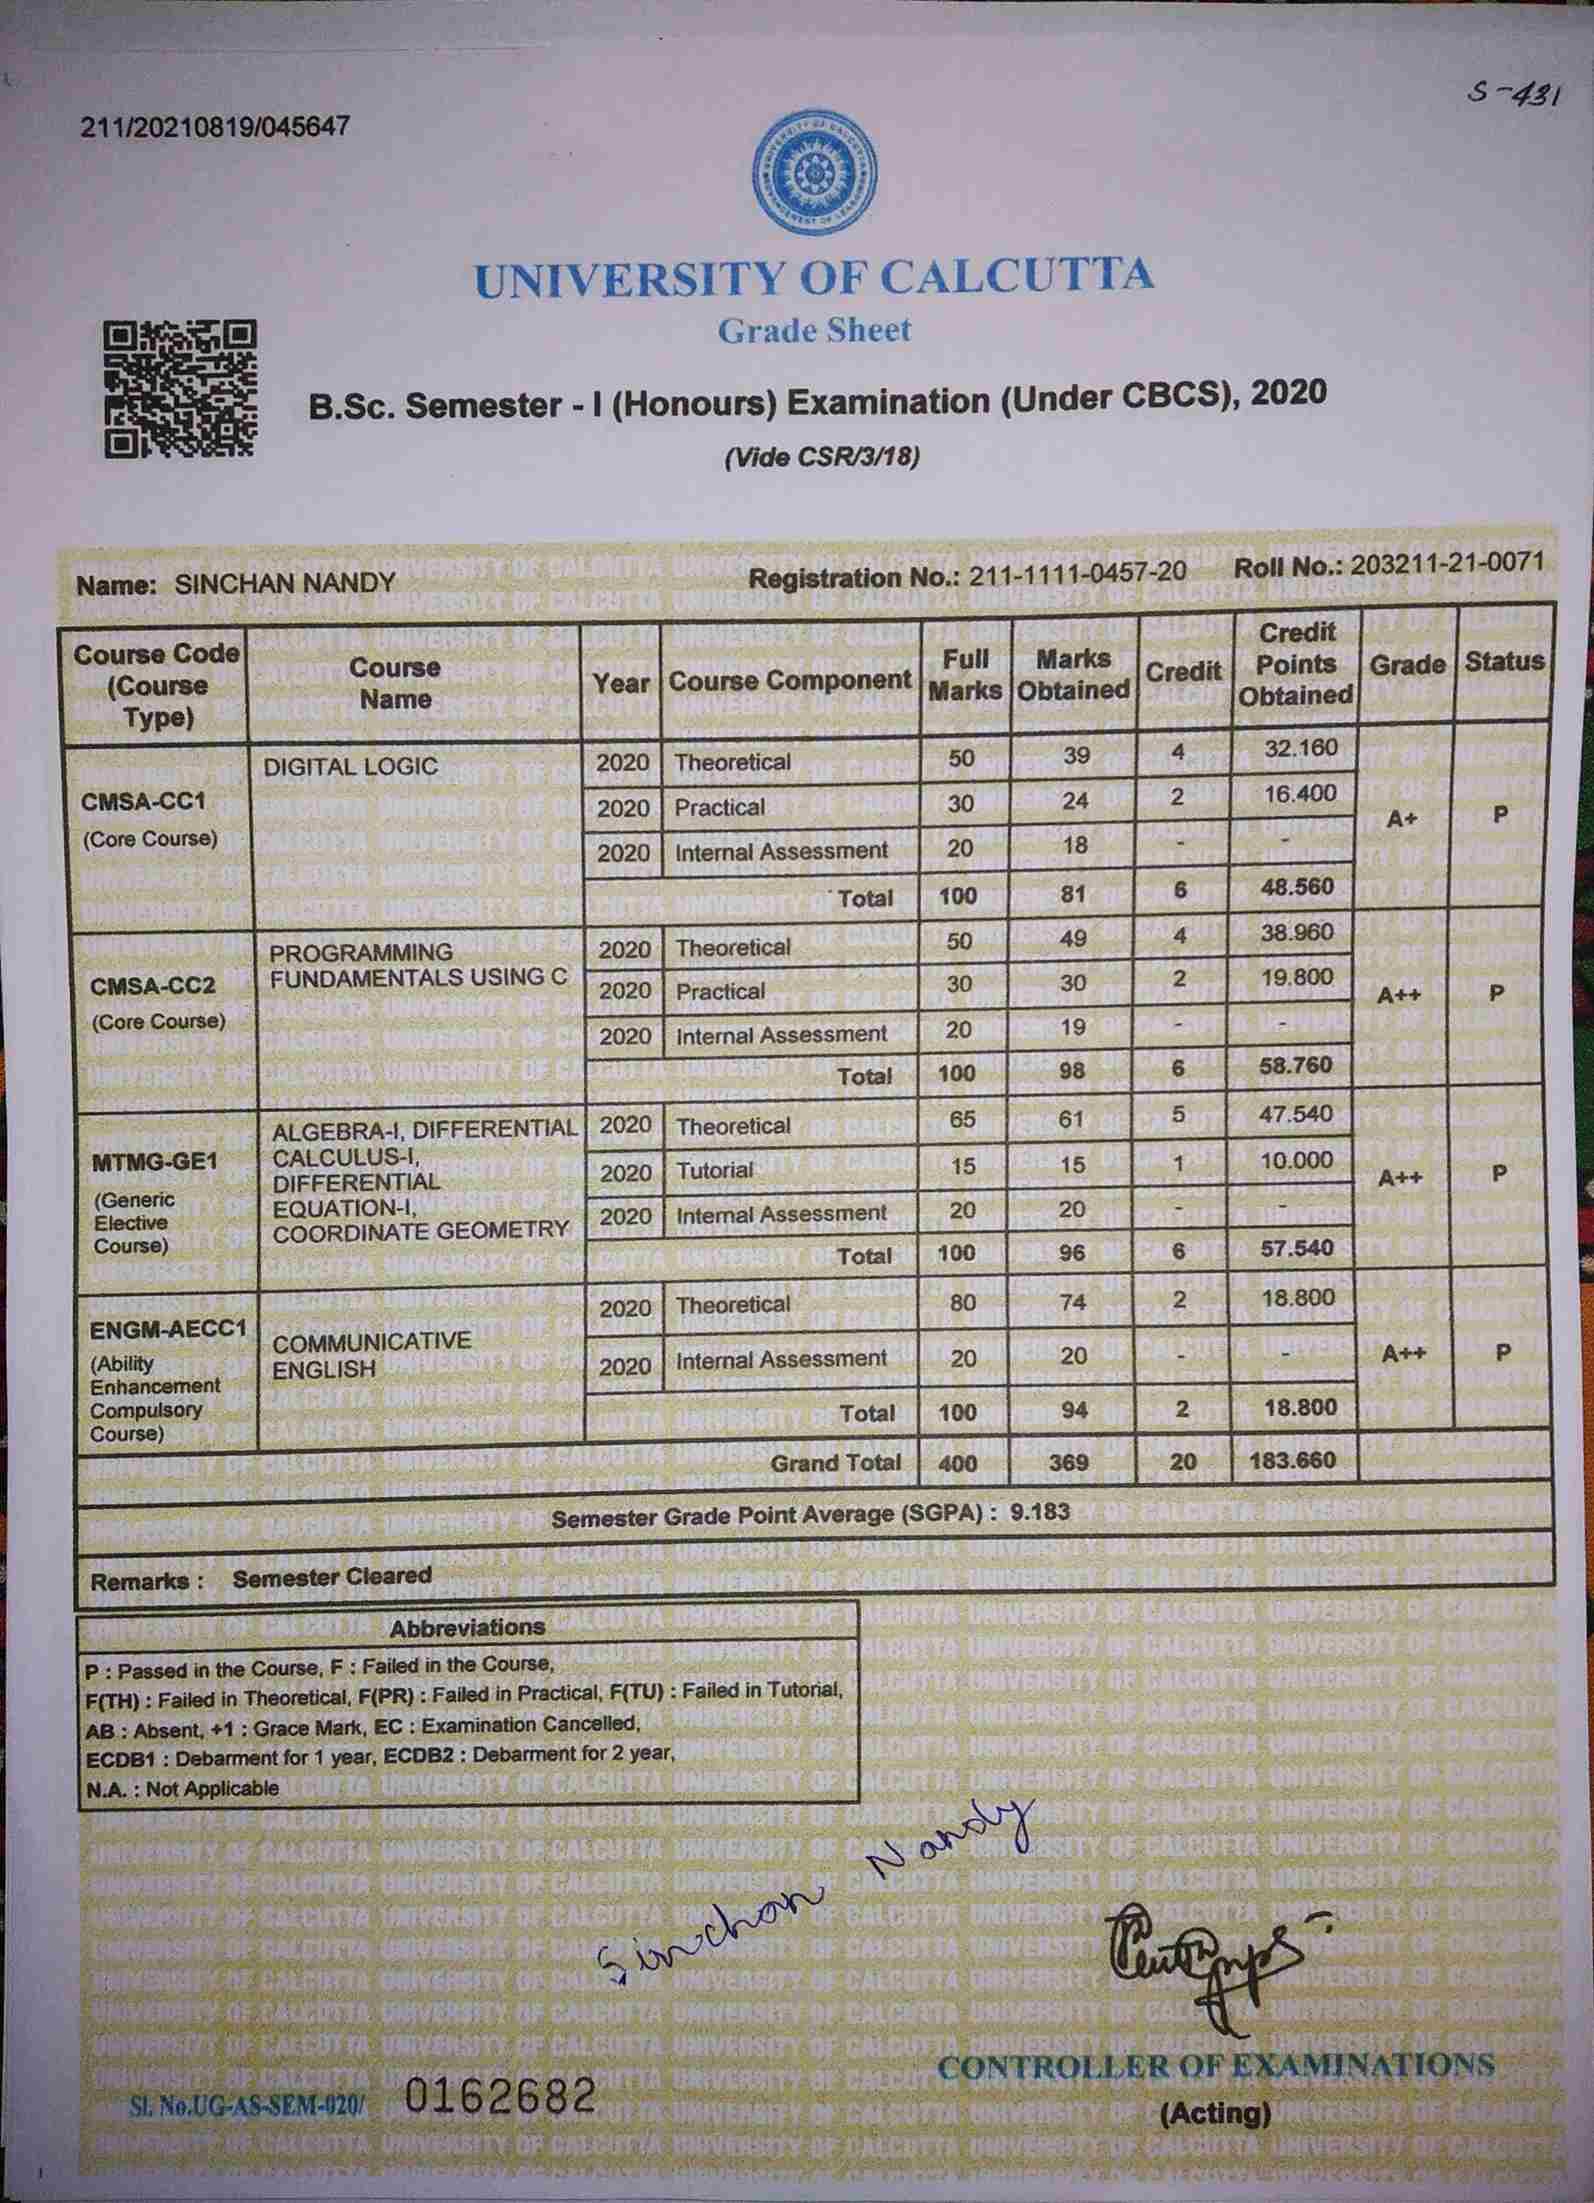 S-431
211/20210819/045647
UNIVERSITY OF CALCUTTA
Grade Sheet
B.Sc. Semester - I (Honours) Examination (Under CBCS), 2020
(Vide CSR/3/18)
Name: SINCHAN NANDY Registration No.: 211-1111-0457-20 Roll No.: 203211-21-0071
Course Code (Course Type) Course Name Year Course Component Full Marks Marks Obtained Credit Credit Points Obtained Grade Status
CMSA-CC1 (Core Course) DIGITAL LOGIC A+ P
2020 Theoretical 50 39 4 32.160
2020 Practical 30 24 2 16.400
2020 Internal Assessment 20 18 - -
Total 100 81 6 48.560
CMSA-CC2 (Core Course) PROGRAMMING FUNDAMENTALS USING C A++ P
2020 Theoretical 50 49 4 38.960
2020 Practical 30 30 2 19.800
2020 Internal Assessment 20 19 - -
Total 100 98 6 58.760
MTMG-GE1 (Generic Elective Course) ALGEBRA-I, DIFFERENTIAL CALCULUS-I, DIFFERENTIAL EQUATION-I, COORDINATE GEOMETRY A++ P
2020 Theoretical 65 61 5 47.540
2020 Tutorial 15 15 1 10.000
2020 Internal Assessment 20 20 - -
Total 100 96 6 57.540
ENGM-AECC1 (Ability Enhancement Compulsory Course) COMMUNICATIVE ENGLISH A++ P
2020 Theoretical 80 74 2 18.800
2020 Internal Assessment 20 20 - -
Total 100 94 2 18.800
Grand Total 400 369 20 183.660
Semester Grade Point Average (SGPA) : 9.183
Remarks : Semester Cleared
Abbreviations
P : Passed in the Course, F : Failed in the Course,
F(TH) : Failed in Theoretical, F(PR) : Failed in Practical, F(TU) : Failed in Tutorial,
AB : Absent, +1 : Grace Mark, EC : Examination Cancelled,
ECDB1 : Debarment for 1 year, ECDB2 : Debarment for 2 year,
N.A. : Not Applicable
Sinchan Nandy
CONTROLLER OF EXAMINATIONS
(Acting)
Sl. No.UG-AS-SEM-020/ 0162682